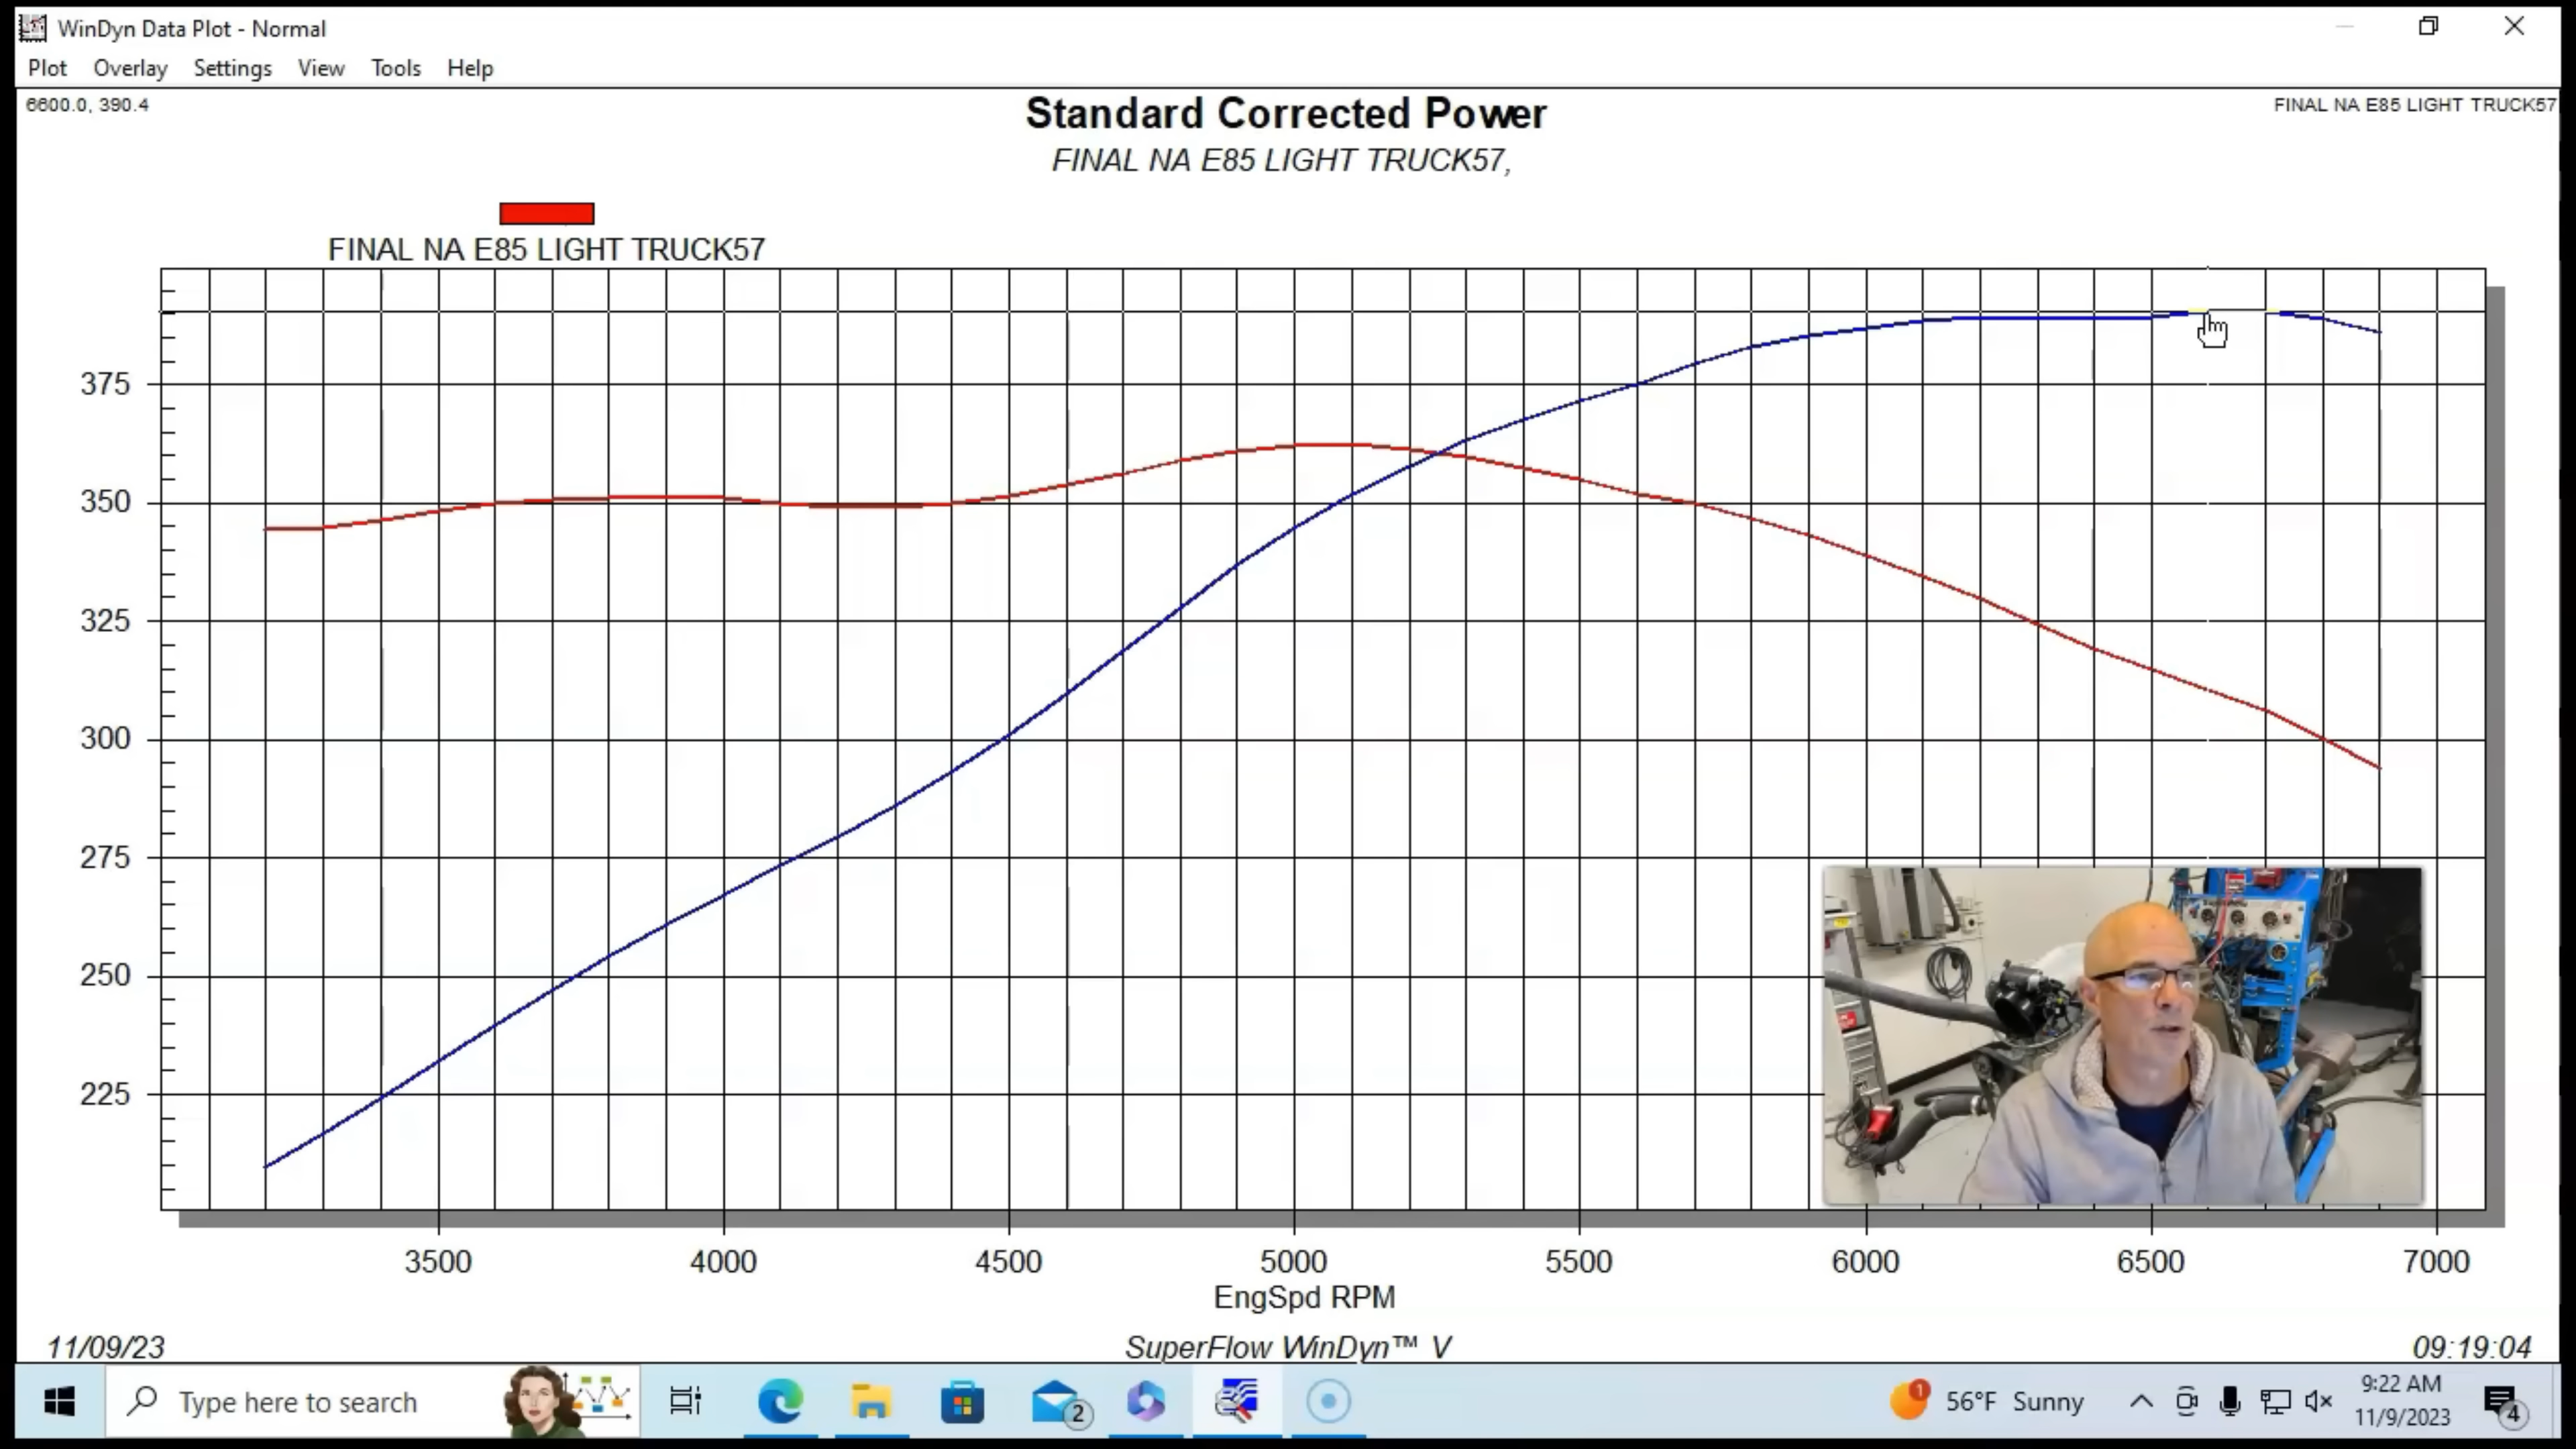 WinDyn Data Plot - Normal
Plot Overlay Settings View Tools Help
6600.0, 390.4
Standard Corrected Power
FINAL NA E85 LIGHT TRUCK57
FINAL NA E85 LIGHT TRUCK57,
FINAL NA E85 LIGHT TRUCK57
375
350
325
300
275
250
225
3500 4000 4500 5000 5500 6000 6500 7000
EngSpd RPM
11/09/23
SuperFlow WinDyn™ V
09:19:04
Type here to search
2
1
56°F Sunny
9:22 AM
11/9/2023
4